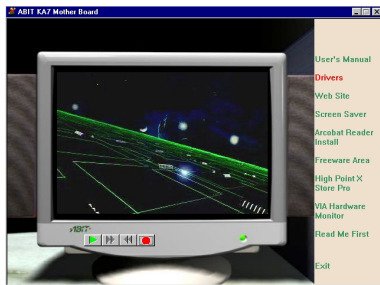 ABIT KA7 Mother Board
User's Manual
Drivers
Web Site
Screen Saver
Arcobat Reader
Install
Freeware Area
High Point X
Store Pro
VIA Hardware
Monitor
Read Me First
Exit
ABIT